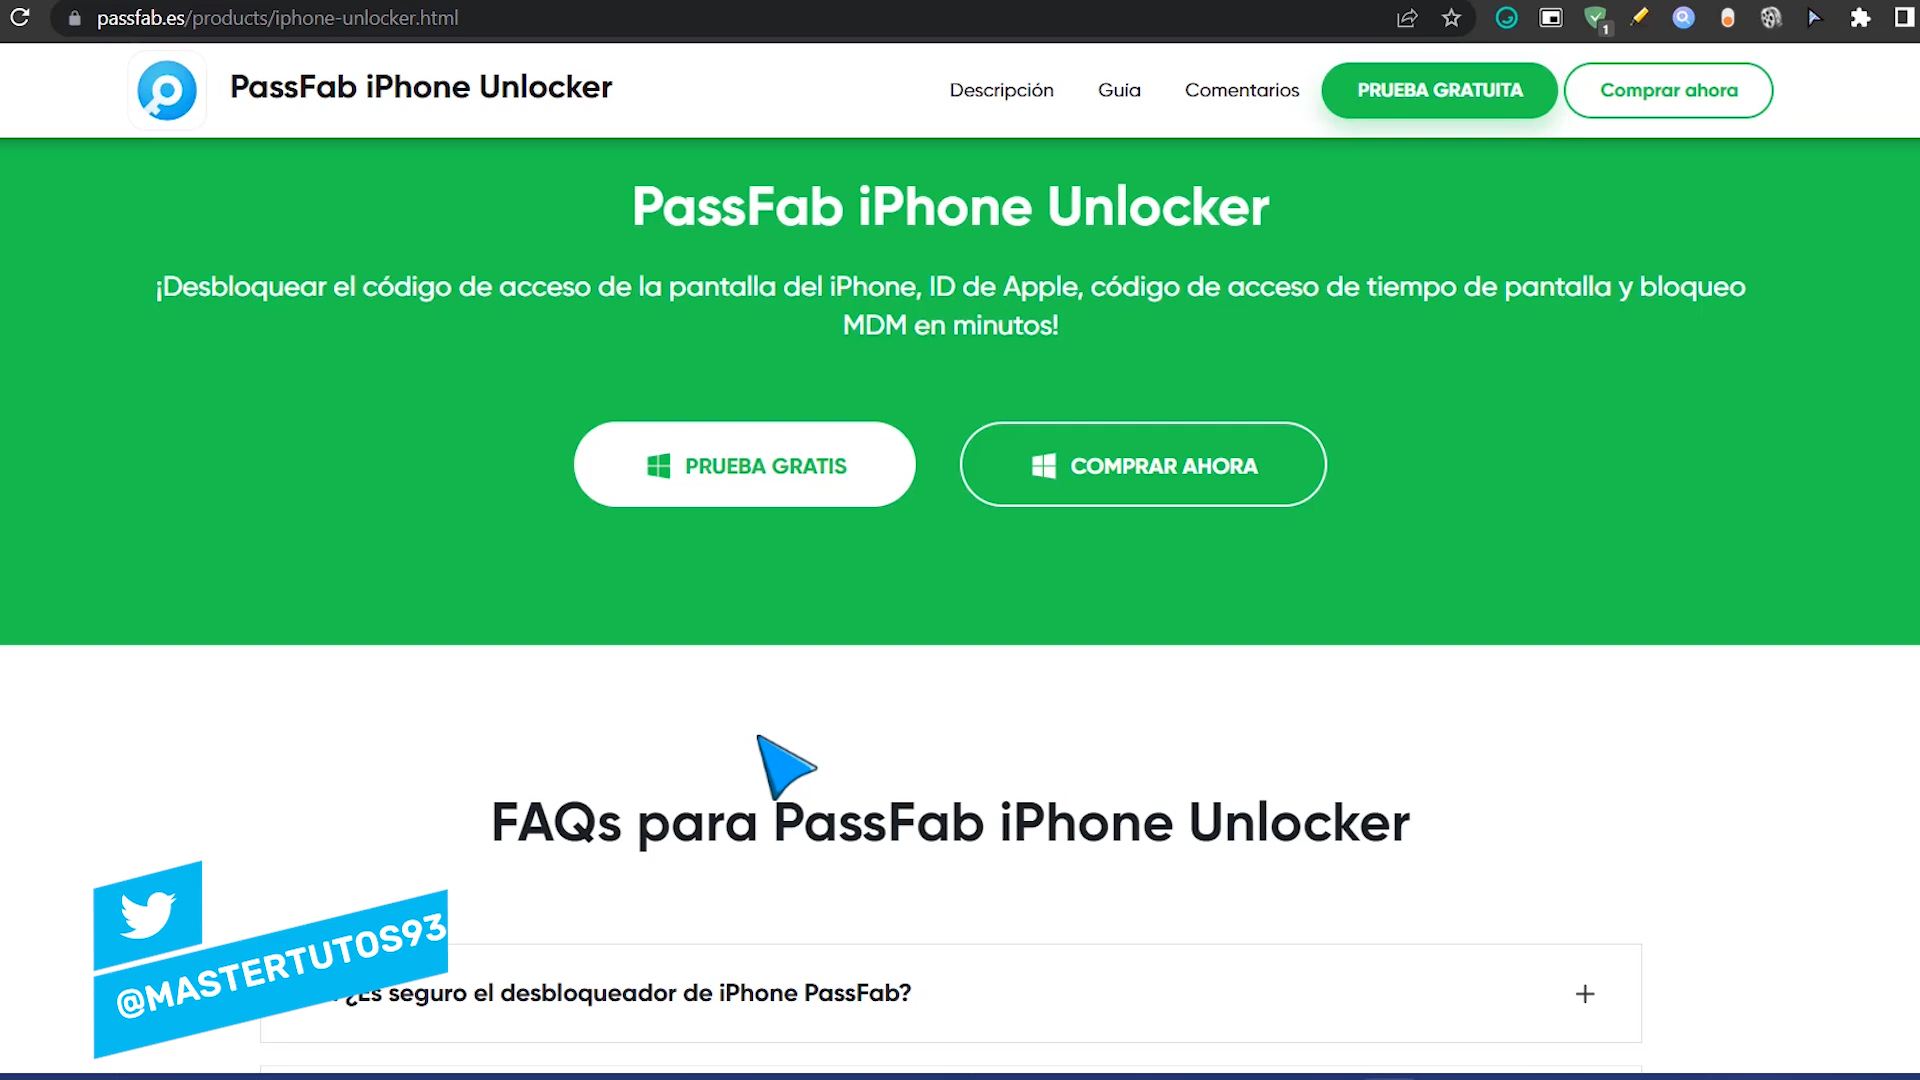 passfab.es/products/iphone-unlocker.html
1
PassFab iPhone Unlocker
Descripción
Guía
Comentarios
PRUEBA GRATUITA
Comprar ahora
PassFab iPhone Unlocker
¡Desbloquear el código de acceso de la pantalla del iPhone, ID de Apple, código de acceso de tiempo de pantalla y bloqueo
MDM en minutos!
PRUEBA GRATIS
COMPRAR AHORA
FAQs para PassFab iPhone Unlocker
@MASTERTUTOS93
¿Es seguro el desbloqueador de iPhone PassFab?